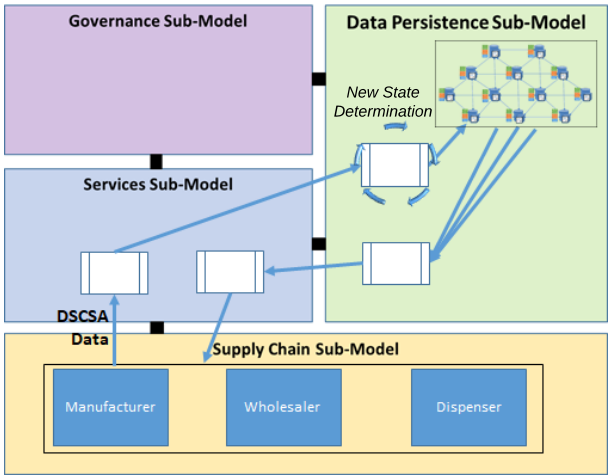 Governance Sub-Model
Data Persistence Sub-Model
New State
Determination
Services Sub-Model
DSCSA
Data
Supply Chain Sub-Model
Manufacturer
Wholesaler
Dispenser